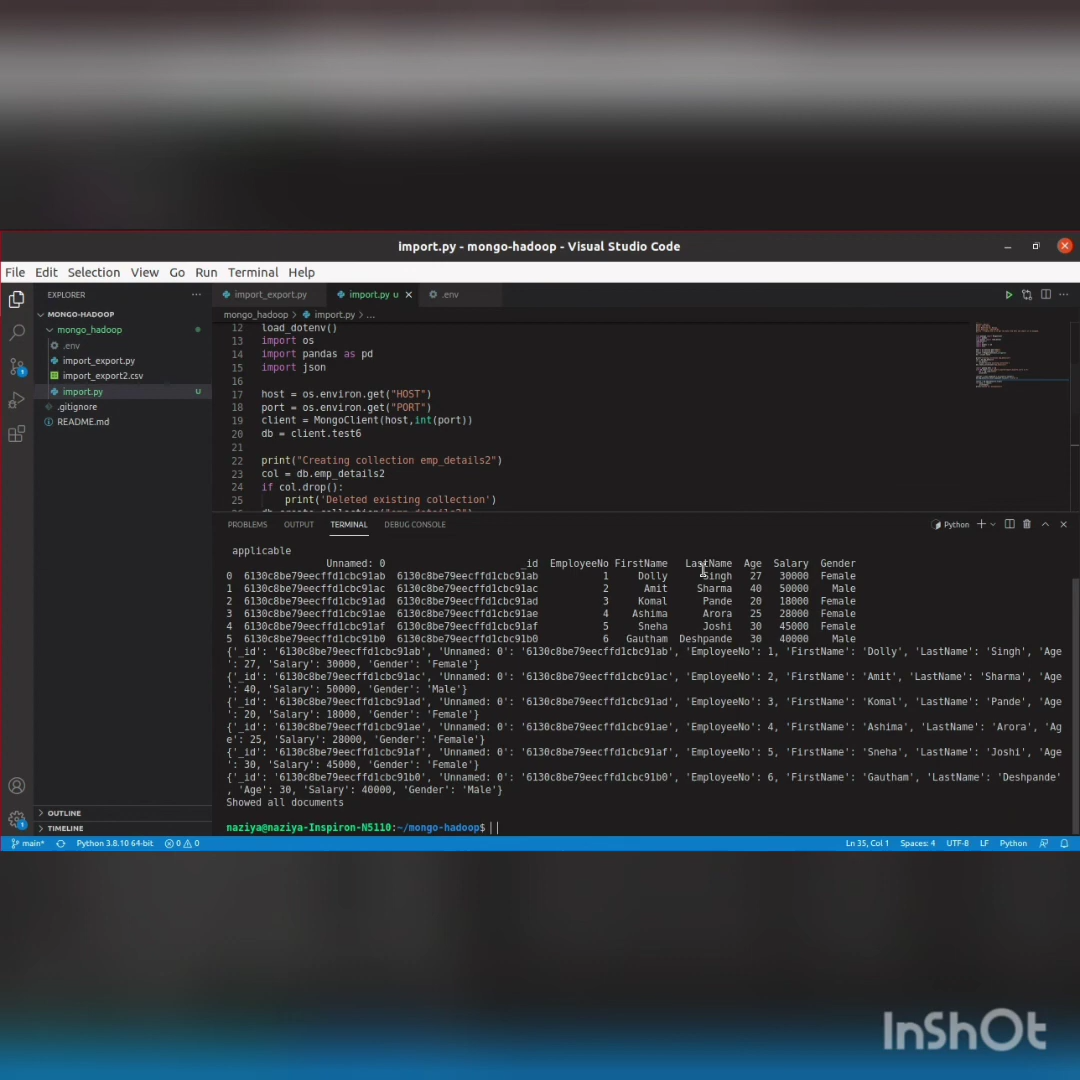 import.py - mongo-hadoop - Visual Studio Code
File Edit Selection View Go Run Terminal Help
EXPLORER
MONGO-HADOOP
mongo_hadoop
.env
import_export.py
import_export2.csv
import.py U
.gitignore
README.md
OUTLINE
TIMELINE
import_export.py import.py U .env
mongo_hadoop > import.py > ...
12 load_dotenv()
13 import os
14 import pandas as pd
15 import json
16
17 host = os.environ.get("HOST")
18 port = os.environ.get("PORT")
19 client = MongoClient(host,int(port))
20 db = client.test6
21
22 print("Creating collection emp_details2")
23 col = db.emp_details2
24 if col.drop():
25 print('Deleted existing collection')
PROBLEMS OUTPUT TERMINAL DEBUG CONSOLE Python
applicable
Unnamed: 0 _id EmployeeNo FirstName LastName Age Salary Gender
0 6130c8be79eecffd1cbc91ab 6130c8be79eecffd1cbc91ab 1 Dolly Singh 27 30000 Female
1 6130c8be79eecffd1cbc91ac 6130c8be79eecffd1cbc91ac 2 Amit Sharma 40 50000 Male
2 6130c8be79eecffd1cbc91ad 6130c8be79eecffd1cbc91ad 3 Komal Pande 20 18000 Female
3 6130c8be79eecffd1cbc91ae 6130c8be79eecffd1cbc91ae 4 Ashima Arora 25 28000 Female
4 6130c8be79eecffd1cbc91af 6130c8be79eecffd1cbc91af 5 Sneha Joshi 30 45000 Female
5 6130c8be79eecffd1cbc91b0 6130c8be79eecffd1cbc91b0 6 Gautham Deshpande 30 40000 Male
{'_id': '6130c8be79eecffd1cbc91ab', 'Unnamed: 0': '6130c8be79eecffd1cbc91ab', 'EmployeeNo': 1, 'FirstName': 'Dolly', 'LastName': 'Singh', 'Age
': 27, 'Salary': 30000, 'Gender': 'Female'}
{'_id': '6130c8be79eecffd1cbc91ac', 'Unnamed: 0': '6130c8be79eecffd1cbc91ac', 'EmployeeNo': 2, 'FirstName': 'Amit', 'LastName': 'Sharma', 'Age
': 40, 'Salary': 50000, 'Gender': 'Male'}
{'_id': '6130c8be79eecffd1cbc91ad', 'Unnamed: 0': '6130c8be79eecffd1cbc91ad', 'EmployeeNo': 3, 'FirstName': 'Komal', 'LastName': 'Pande', 'Age
': 20, 'Salary': 18000, 'Gender': 'Female'}
{'_id': '6130c8be79eecffd1cbc91ae', 'Unnamed: 0': '6130c8be79eecffd1cbc91ae', 'EmployeeNo': 4, 'FirstName': 'Ashima', 'LastName': 'Arora', 'Ag
e': 25, 'Salary': 28000, 'Gender': 'Female'}
{'_id': '6130c8be79eecffd1cbc91af', 'Unnamed: 0': '6130c8be79eecffd1cbc91af', 'EmployeeNo': 5, 'FirstName': 'Sneha', 'LastName': 'Joshi', 'Age
': 30, 'Salary': 45000, 'Gender': 'Female'}
{'_id': '6130c8be79eecffd1cbc91b0', 'Unnamed: 0': '6130c8be79eecffd1cbc91b0', 'EmployeeNo': 6, 'FirstName': 'Gautham', 'LastName': 'Deshpande'
, 'Age': 30, 'Salary': 40000, 'Gender': 'Male'}
Showed all documents
naziya@naziya-Inspiron-N5110:~/mongo-hadoop$
main* Python 3.8.10 64-bit 0 0 Ln 35, Col 1 Spaces: 4 UTF-8 LF Python
InShOt